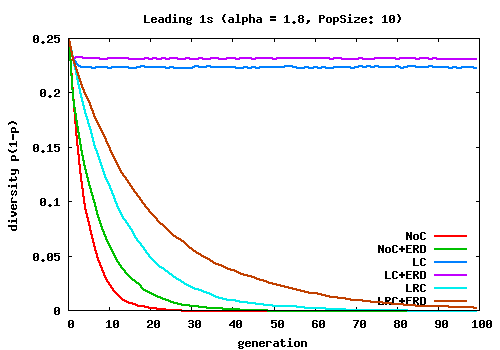 Leading 1s (alpha = 1.8, PopSize: 10)
0.25
0.2
0.15
0.1
0.05
0
diversity p(1-p)
NoC
NoC+ERD
LC
LC+ERD
LRC
LRC+ERD
0 10 20 30 40 50 60 70 80 90 100
generation